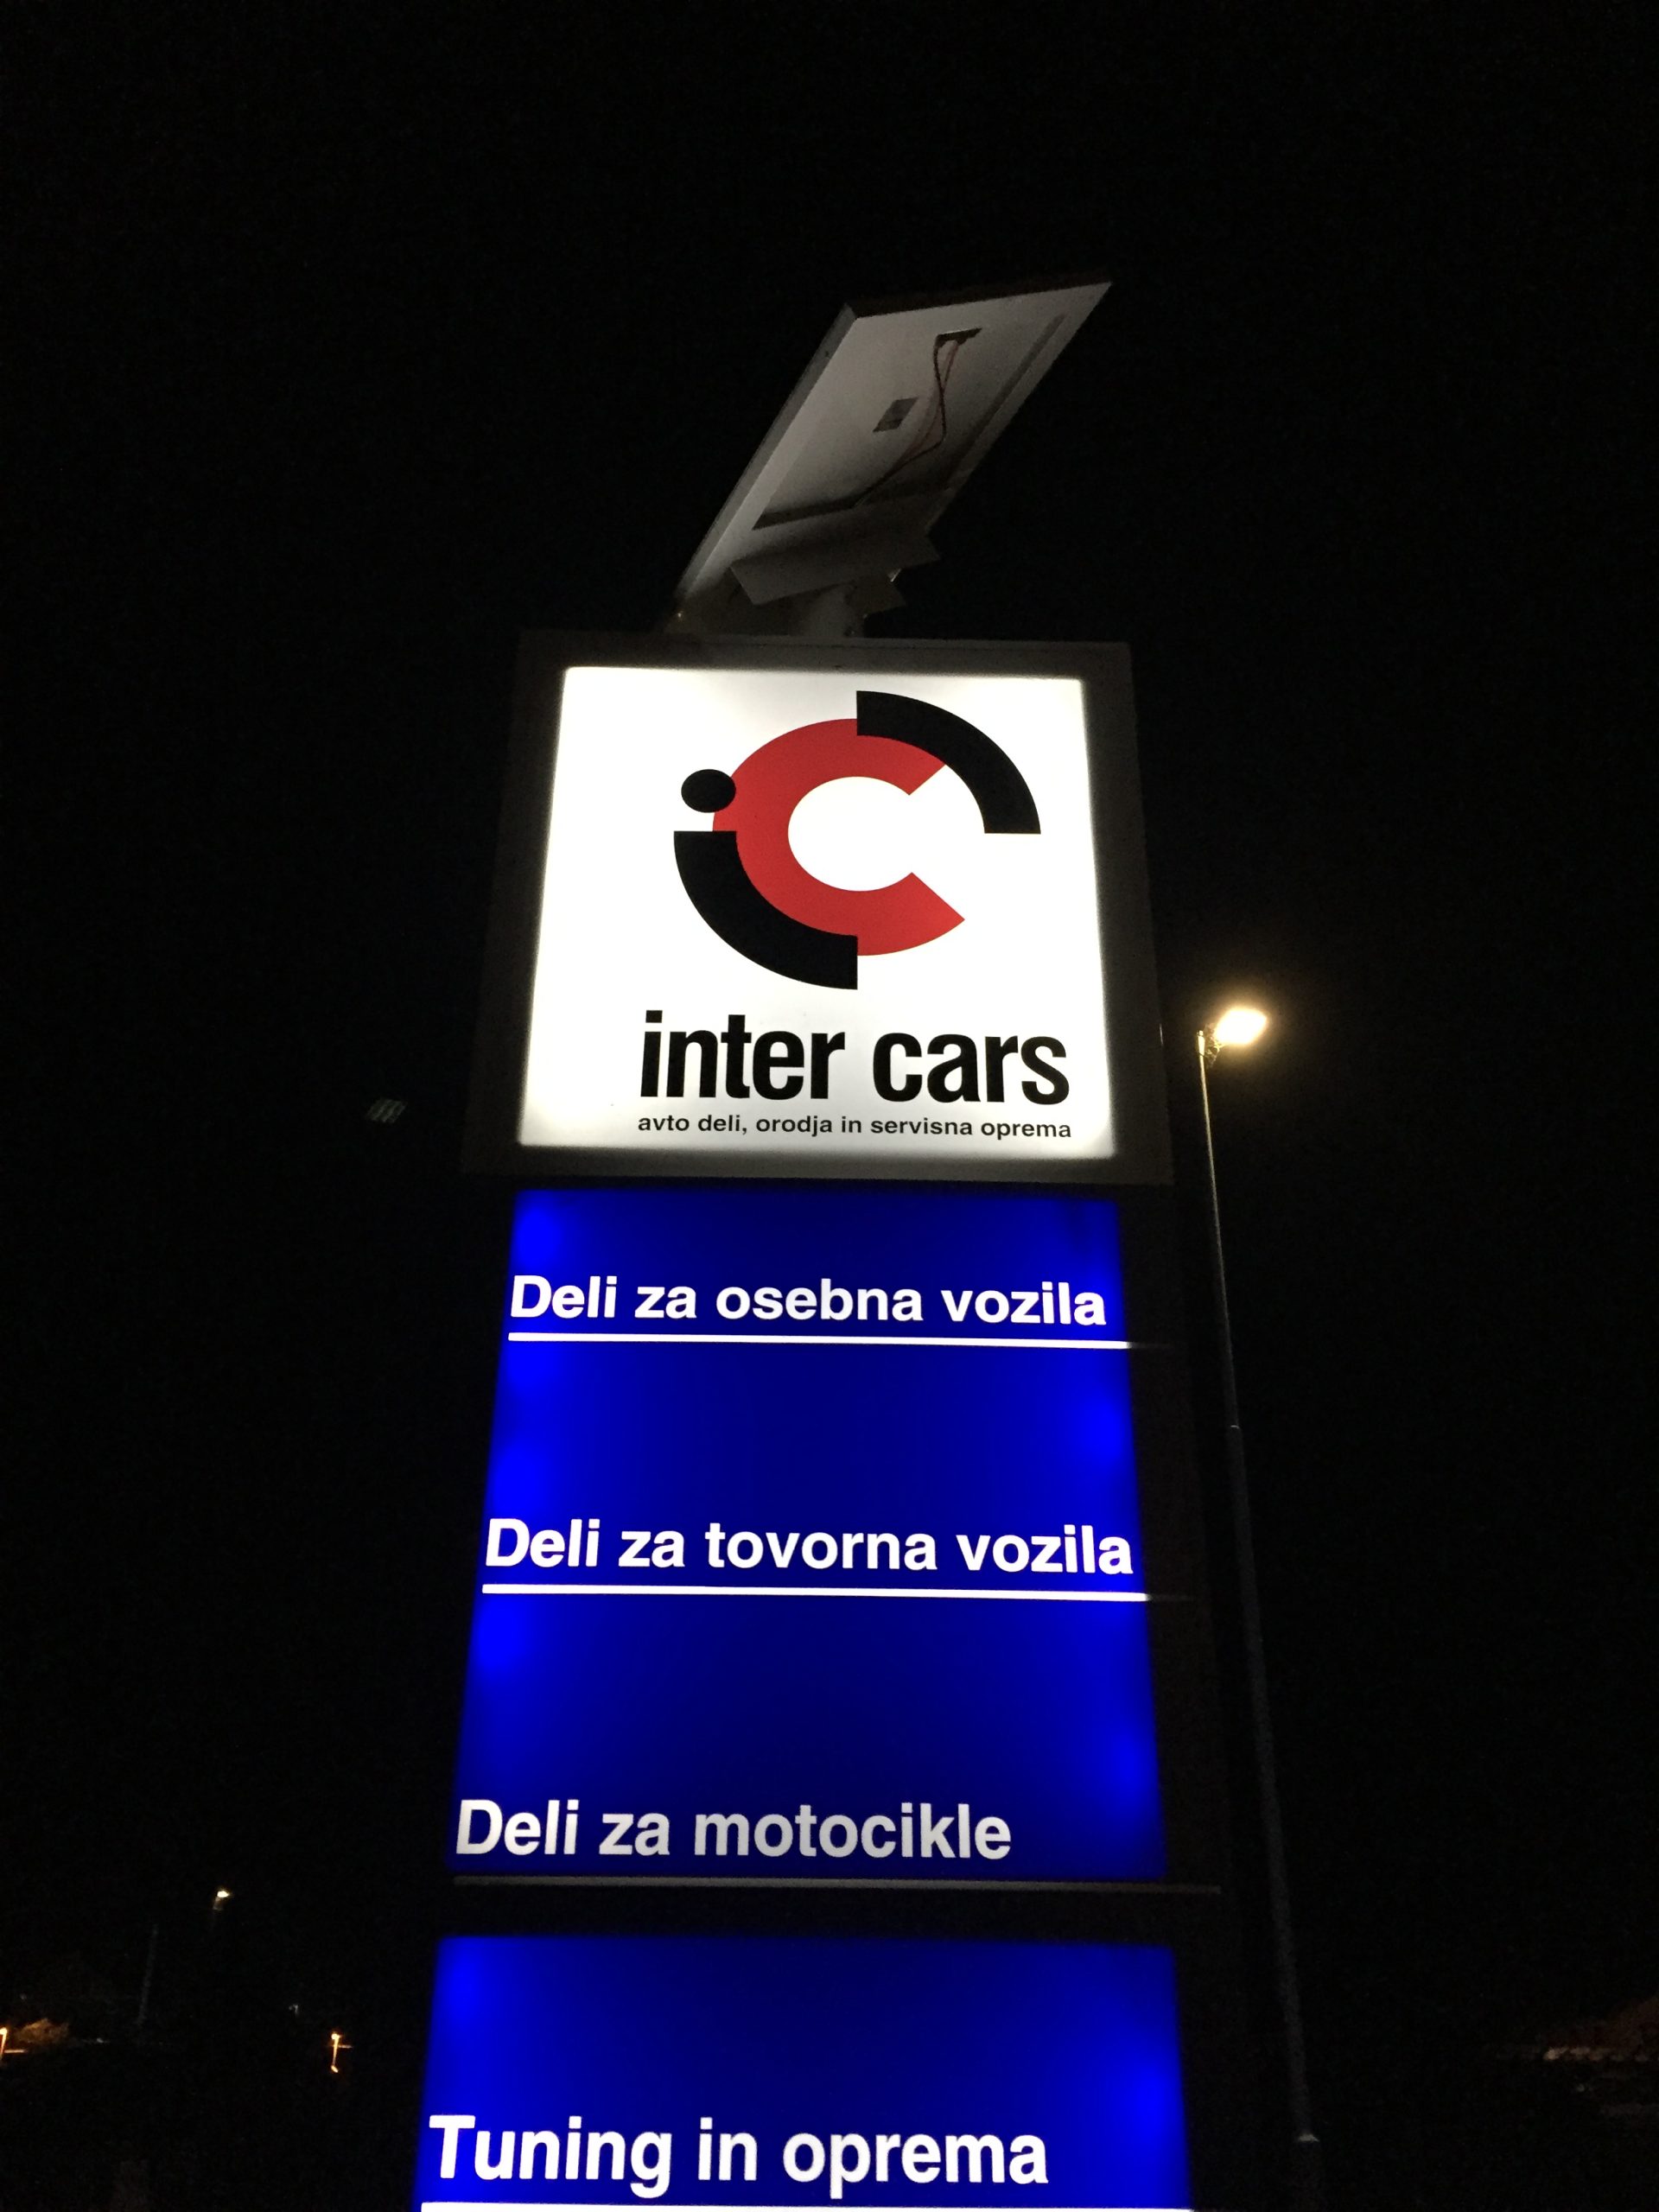 iC
inter cars
avto deli, orodja in servisna oprema
Deli za osebna vozila
Deli za tovorna vozila
Deli za motocikle
Tuning in oprema